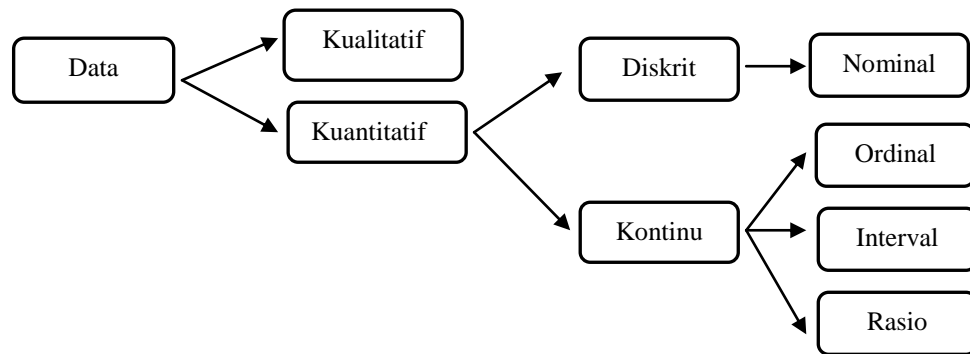 Data
Kualitatif
Kuantitatif
Diskrit
Kontinu
Nominal
Ordinal
Interval
Rasio